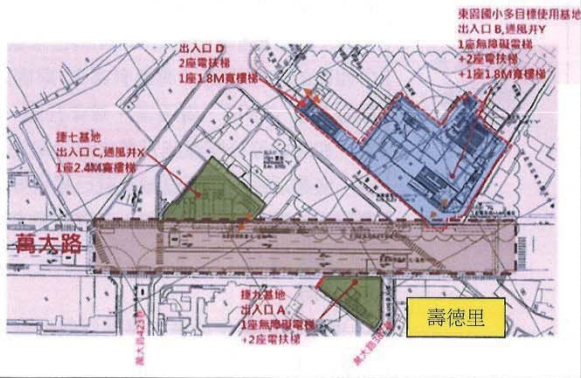 東園國小多目標使用基地
出入口 B,通風井Y
1座無障礙電梯
+2座電扶梯
+1座1.8M寬樓梯
出入口 D
2座電扶梯
1座1.8M寬樓梯
捷七基地
出入口 C,通風井X
1座2.4M寬樓梯
萬大路
捷九基地
出入口 A
1座無障礙電梯
+2座電扶梯
壽德里